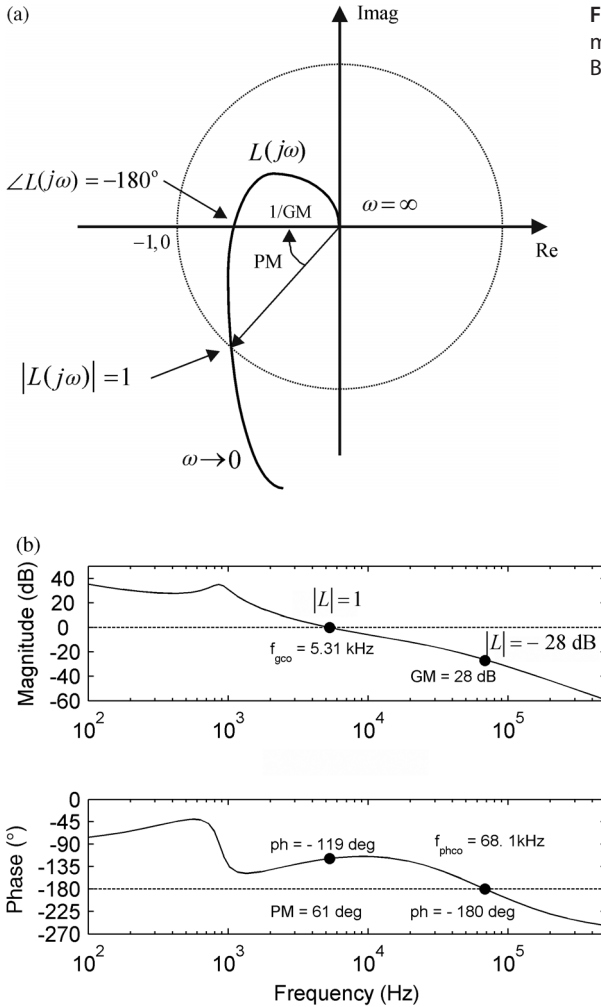 (a)
Imag
F
m
B
L(jω)
∠L(jω) = −180°
1/GM
ω = ∞
−1, 0
Re
PM
|L(jω)| = 1
ω → 0
(b)
Magnitude (dB)
40
20
0
-20
-40
-60
|L| = 1
f_gco = 5.31 kHz
|L| = − 28 dB
GM = 28 dB
10^2
10^3
10^4
10^5
Phase (°)
0
-45
-90
-135
-180
-225
-270
ph = - 119 deg
f_phco = 68. 1kHz
PM = 61 deg
ph = - 180 deg
10^2
10^3
10^4
10^5
Frequency (Hz)